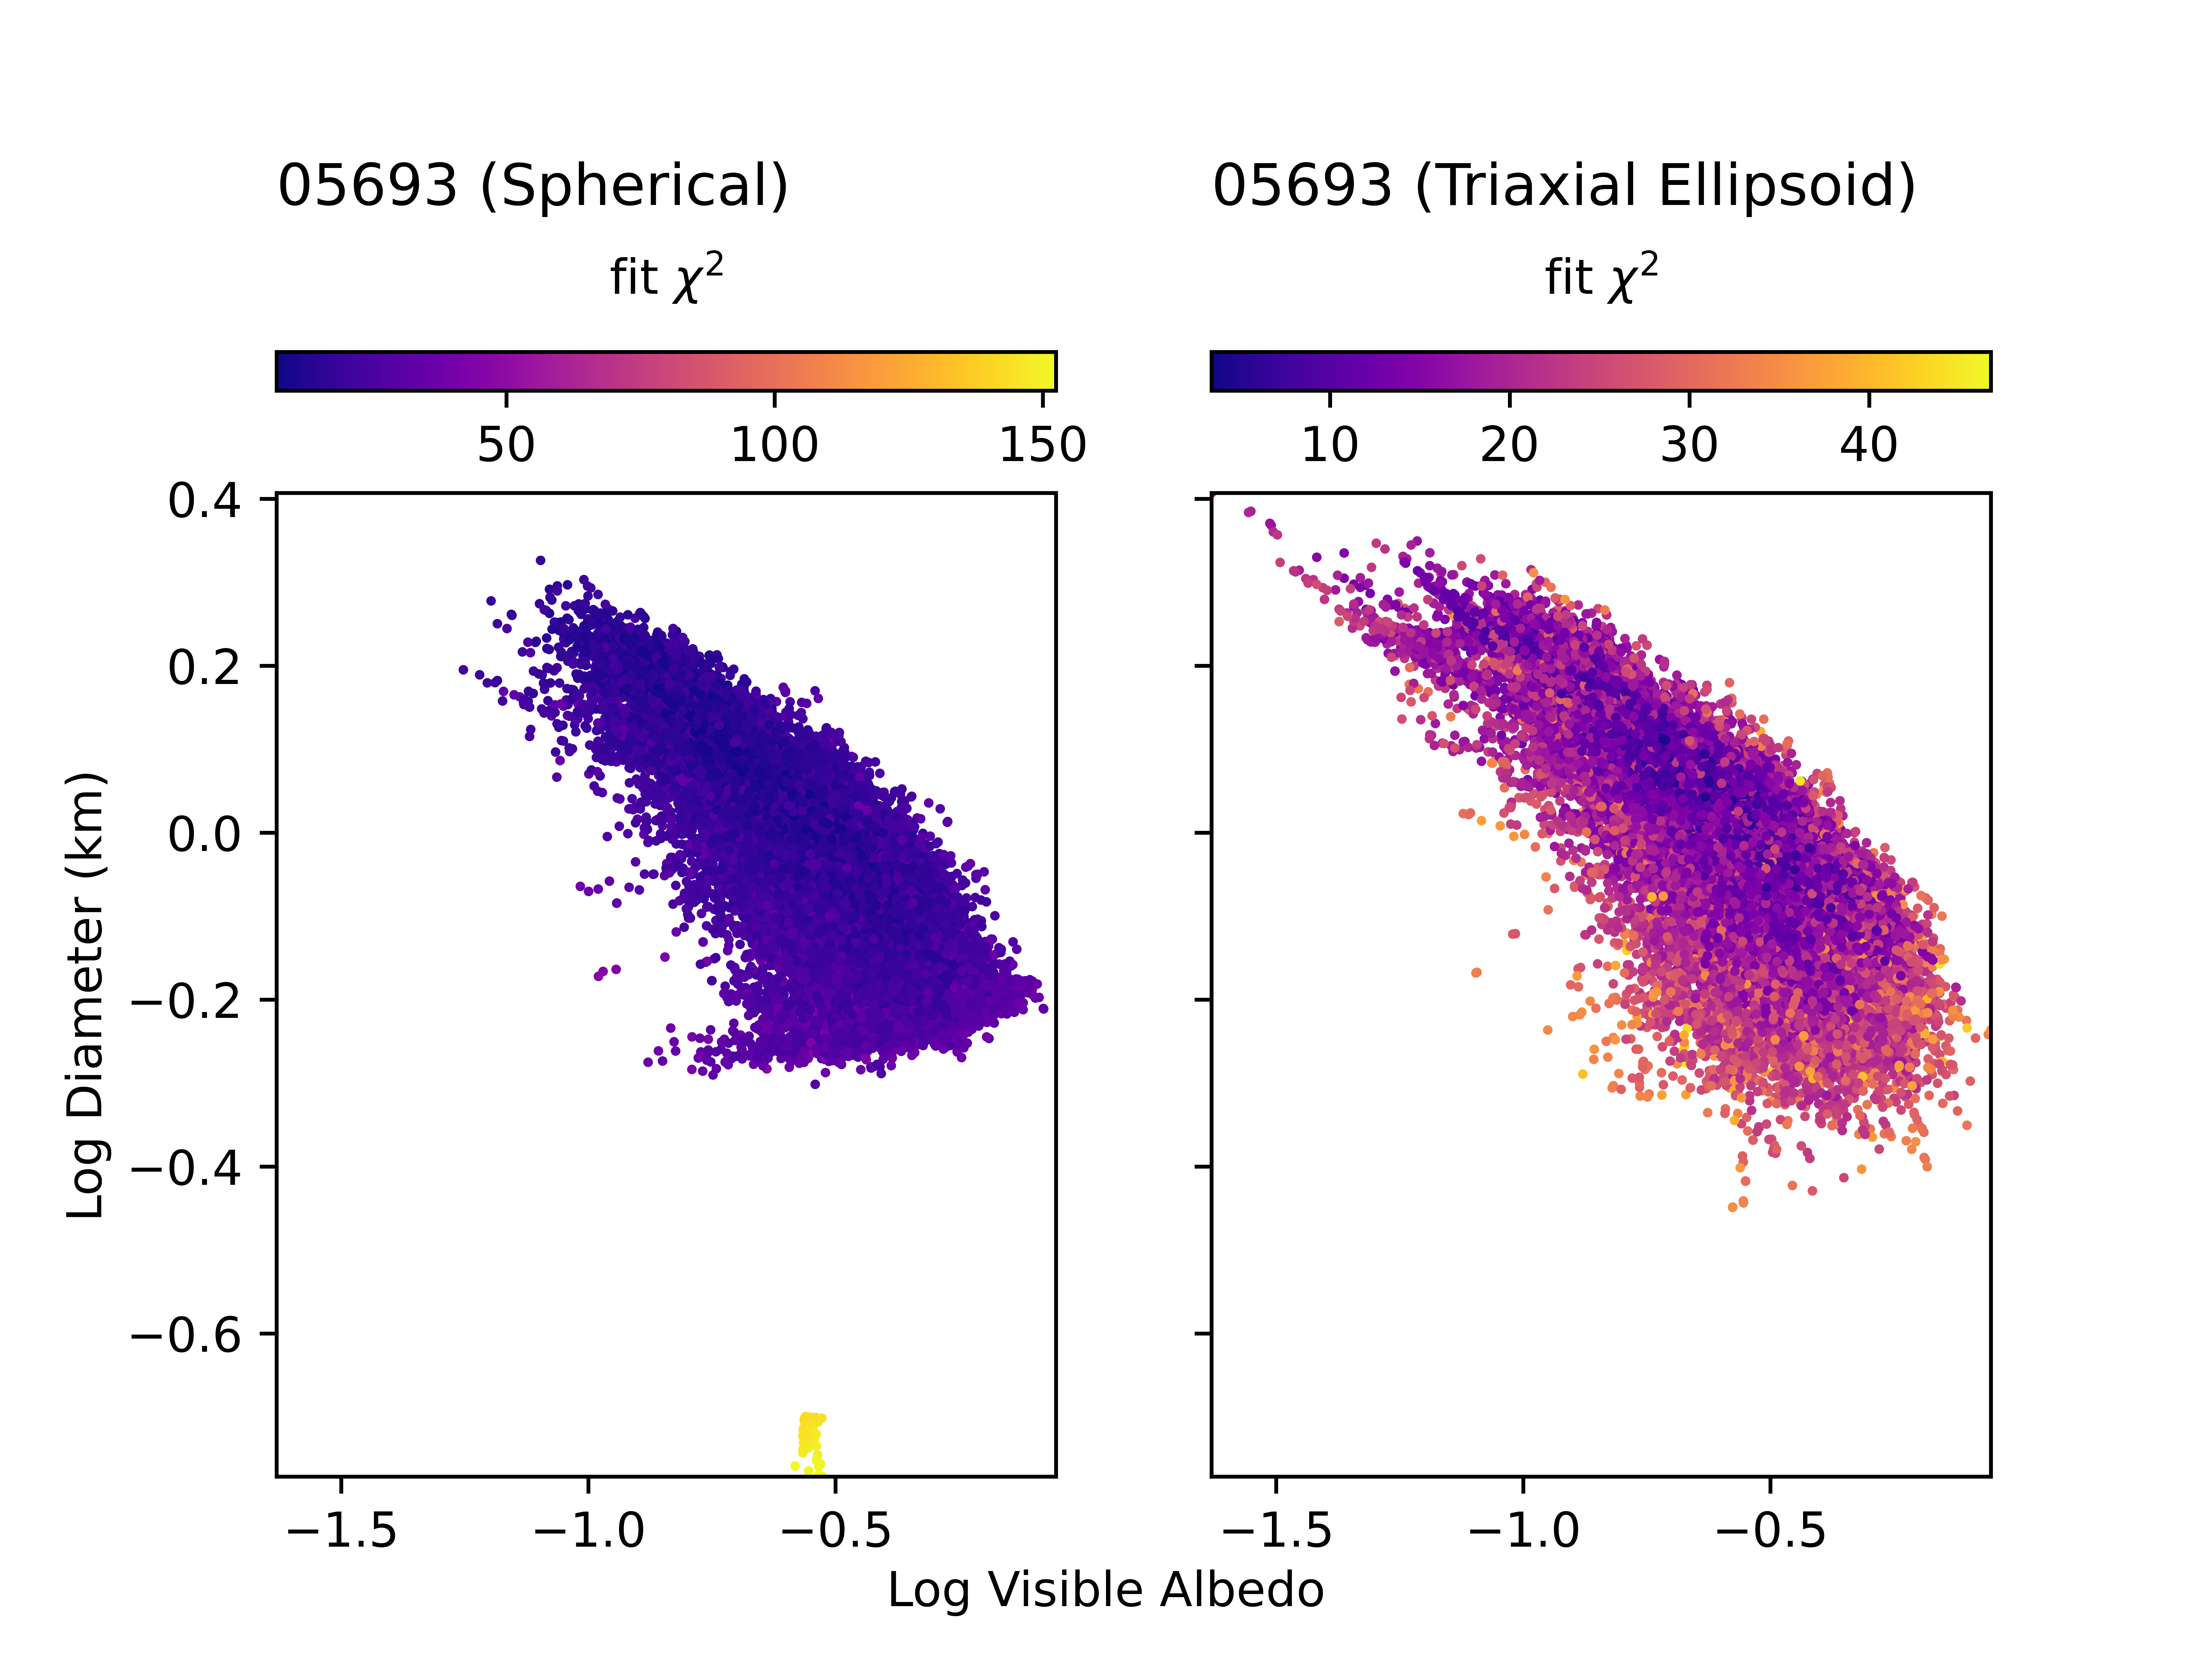 05693 (Spherical)
fit χ²
50 100 150
05693 (Triaxial Ellipsoid)
fit χ²
10 20 30 40
Log Diameter (km)
0.4
0.2
0.0
−0.2
−0.4
−0.6
−1.5 −1.0 −0.5
−1.5 −1.0 −0.5
Log Visible Albedo